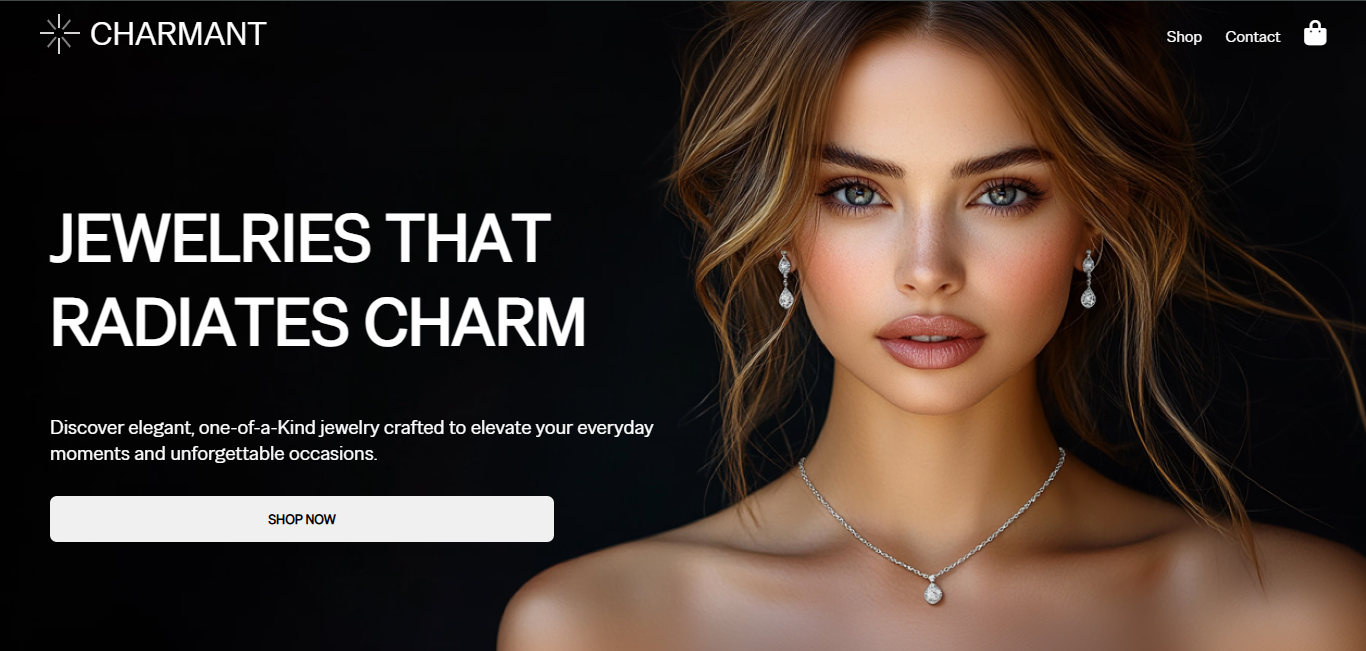 CHARMANT
Shop Contact
JEWELRIES THAT
RADIATES CHARM
Discover elegant, one-of-a-Kind jewelry crafted to elevate your everyday
moments and unforgettable occasions.
SHOP NOW